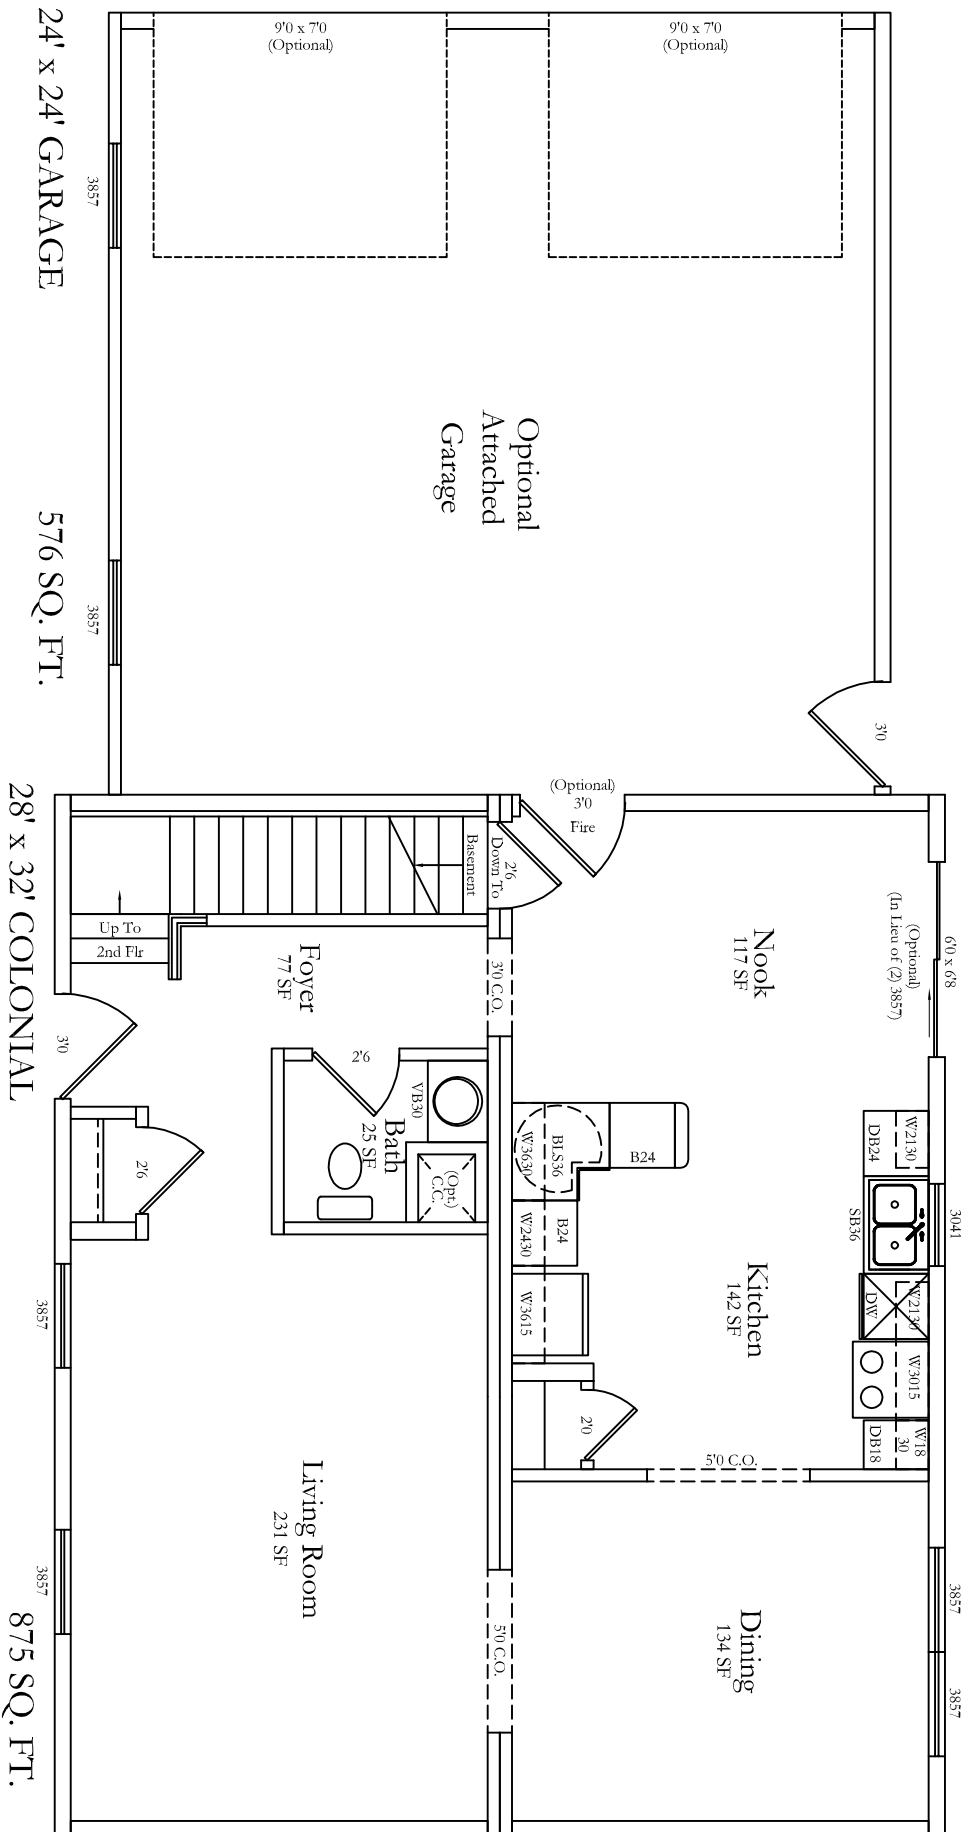 9'0 x 7'0
(Optional)
9'0 x 7'0
(Optional)
3857
3857
Optional
Attached
Garage
24' x 24' GARAGE
576 SQ. FT.
3'0
(Optional)
3'0
Fire
2'6
Down To
Basement
Up To
2nd Flr
Foyer
77 SF
3'0 C.O.
Nook
117 SF
6'0 x 6'8
(Optional)
(In Lieu of (2) 3857)
3'0
2'6
VB30
Bath
25 SF
(Opt.)
C.C.
2'6
W3630
BLS36
B24
W2430
B24
W3615
2'0
Kitchen
142 SF
W2130
DB24
3041
SB36
W2130
DW
W3015
W18
30
DB18
5'0 C.O.
Living Room
231 SF
5'0 C.O.
Dining
134 SF
3857
3857
3857
3857
28' x 32' COLONIAL
875 SQ. FT.